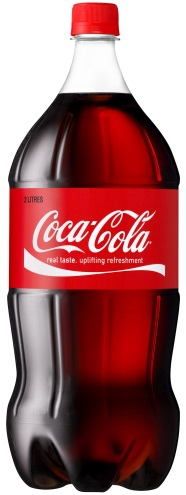 2 LITRES
Coca-Cola
real taste. uplifting refreshment